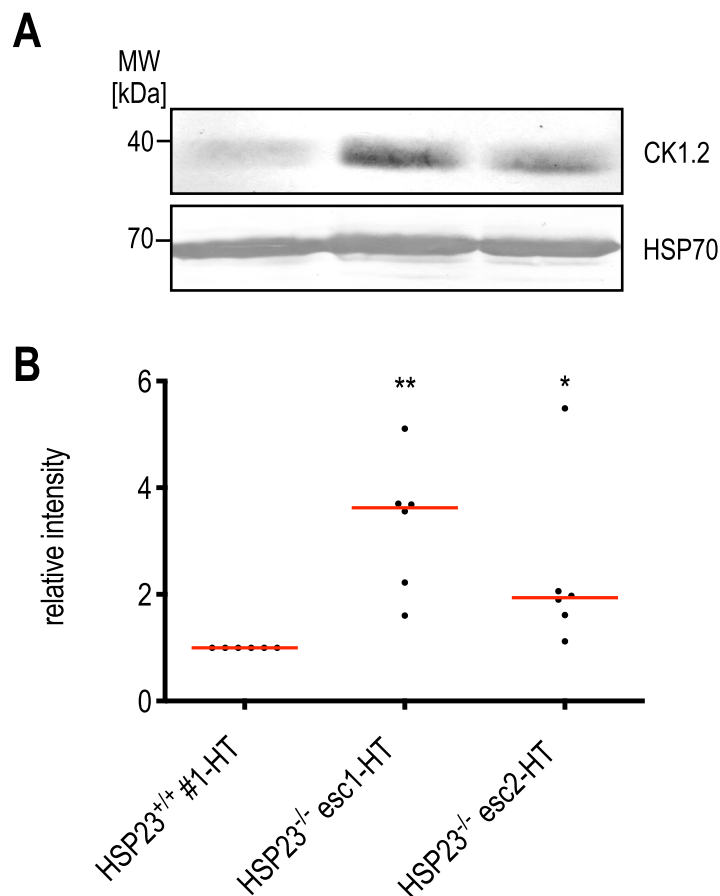 A
MW
[kDa]
40
CK1.2
70
HSP70
B
6
**
*
4
relative intensity
2
0
HSP23+/+ #1-HT
HSP23-/- esc1-HT
HSP23-/- esc2-HT